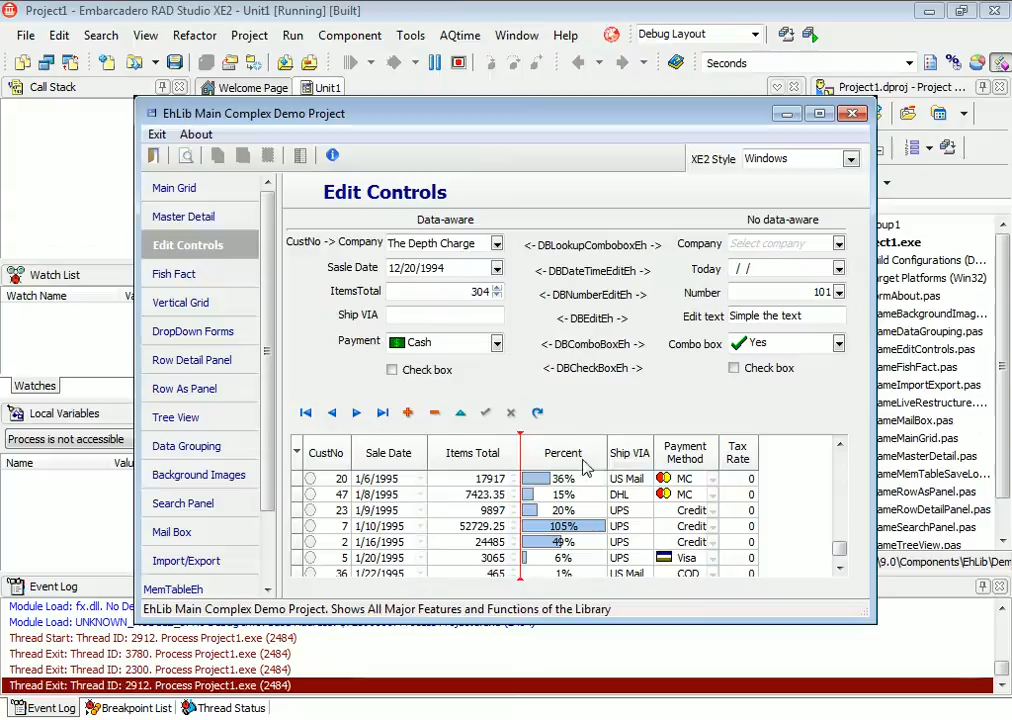 Project1 - Embarcadero RAD Studio XE2 - Unit1 [Running] [Built]
File Edit Search View Refactor Project Run Component Tools AQtime Window Help Debug Layout
Seconds
Call Stack Welcome Page Unit1 Project1.dproj - Project ...
EhLib Main Complex Demo Project
Exit About
XE2 Style Windows
Main Grid
Master Detail
Edit Controls
Fish Fact
Vertical Grid
DropDown Forms
Row Detail Panel
Row As Panel
Tree View
Data Grouping
Background Images
Search Panel
Mail Box
Import/Export
MemTableEh
Edit Controls
Data-aware No data-aware
CustNo -> Company The Depth Charge <- DBLookupComboboxEh -> Company Select company
Sasle Date 12/20/1994 <- DBDateTimeEditEh -> Today / /
ItemsTotal 304 <- DBNumberEditEh -> Number 101
Ship VIA <- DBEditEh -> Edit text Simple the text
Payment Cash <- DBComboBoxEh -> Combo box Yes
Check box <- DBCheckBoxEh -> Check box
CustNo Sale Date Items Total Percent Ship VIA Payment Method Tax Rate
20 1/6/1995 17917 36% US Mail MC 0
47 1/8/1995 7423.35 15% DHL MC 0
23 1/9/1995 9897 20% UPS Credit 0
7 1/10/1995 52729.25 105% UPS Credit 0
2 1/16/1995 24485 49% UPS Credit 0
5 1/20/1995 3065 6% UPS Visa 0
36 1/22/1995 465 1% US Mail COD 0
EhLib Main Complex Demo Project. Shows All Major Features and Functions of the Library
Watch List
Watch Name
Watches
Local Variables
Process is not accessible
Name
oup1
ect1.exe
ild Configurations (D...
rget Platforms (Win32)
ormAbout.pas
ameBackgroundImag...
ameDataGrouping.pas
ameEditControls.pas
ameFishFact.pas
ameImportExport.pas
ameLiveRestructure....
ameMailBox.pas
ameMainGrid.pas
ameMasterDetail.pas
ameMemTableSaveLo...
ameRowAsPanel.pas
ameRowDetailPanel.pas
ameSearchPanel.pas
ameTreeView.pas
\9.0\Components\EhLib\Dem
Event Log
Module Load: fx.dll. No De
Module Load:
Thread Start: Thread ID: 2912. Process Project1.exe (2484)
Thread Exit: Thread ID: 3780. Process Project1.exe (2484)
Thread Exit: Thread ID: 2300. Process Project1.exe (2484)
Thread Exit: Thread ID: 2912. Process Project1.exe (2484)
Event Log Breakpoint List Thread Status